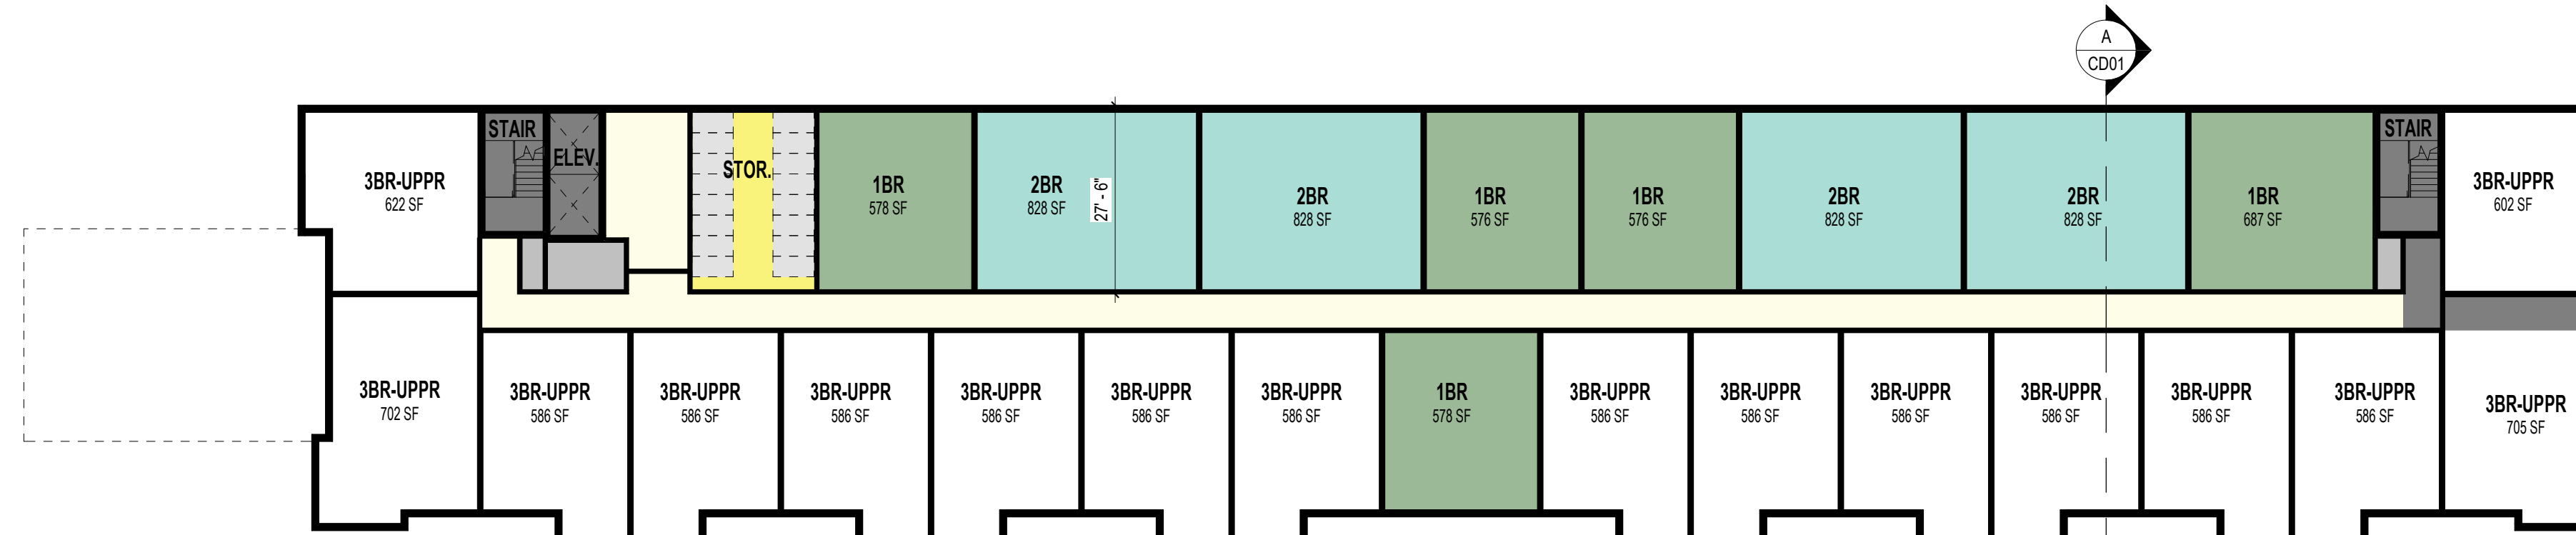 A
CD01
STAIR
ELEV.
STOR.
3BR-UPPR
622 SF
1BR
578 SF
2BR
828 SF
27' - 6"
2BR
828 SF
1BR
576 SF
1BR
576 SF
2BR
828 SF
2BR
828 SF
1BR
687 SF
STAIR
3BR-UPPR
602 SF
3BR-UPPR
702 SF
3BR-UPPR
586 SF
3BR-UPPR
586 SF
3BR-UPPR
586 SF
3BR-UPPR
586 SF
3BR-UPPR
586 SF
3BR-UPPR
586 SF
1BR
578 SF
3BR-UPPR
586 SF
3BR-UPPR
586 SF
3BR-UPPR
586 SF
3BR-UPPR
586 SF
3BR-UPPR
586 SF
3BR-UPPR
586 SF
3BR-UPPR
705 SF